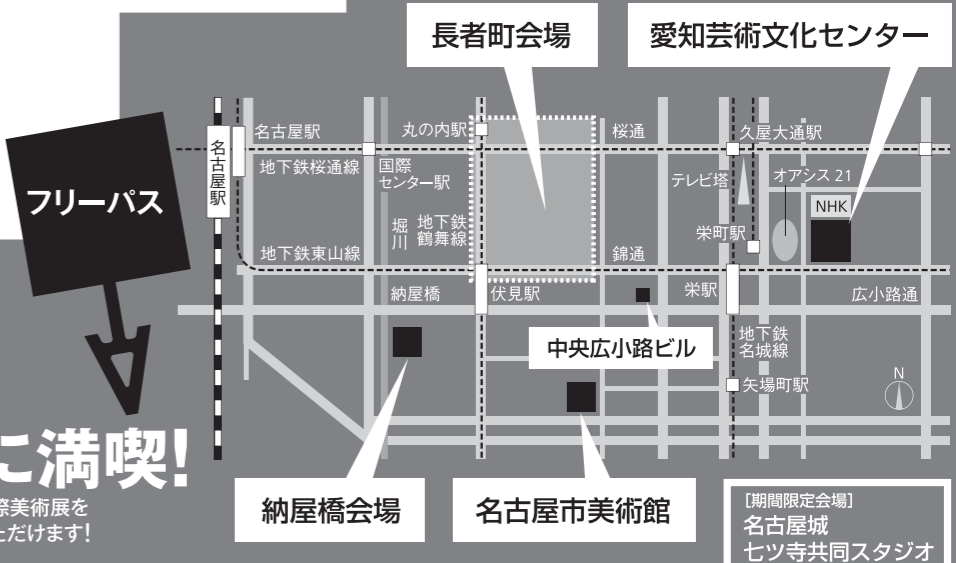 長者町会場
愛知芸術文化センター
フリーパス
名古屋駅
名古屋駅
地下鉄桜通線
国際
センター駅
丸の内駅
桜通
久屋大通駅
テレビ塔
オアシス 21
NHK
堀川
地下鉄
鶴舞線
栄町駅
地下鉄東山線
錦通
納屋橋
伏見駅
栄駅
広小路通
中央広小路ビル
地下鉄
名城線
矢場町駅
N
に満喫!
際美術展を
ただけます!
納屋橋会場
名古屋市美術館
[期間限定会場]
名古屋城
七ツ寺共同スタジオ